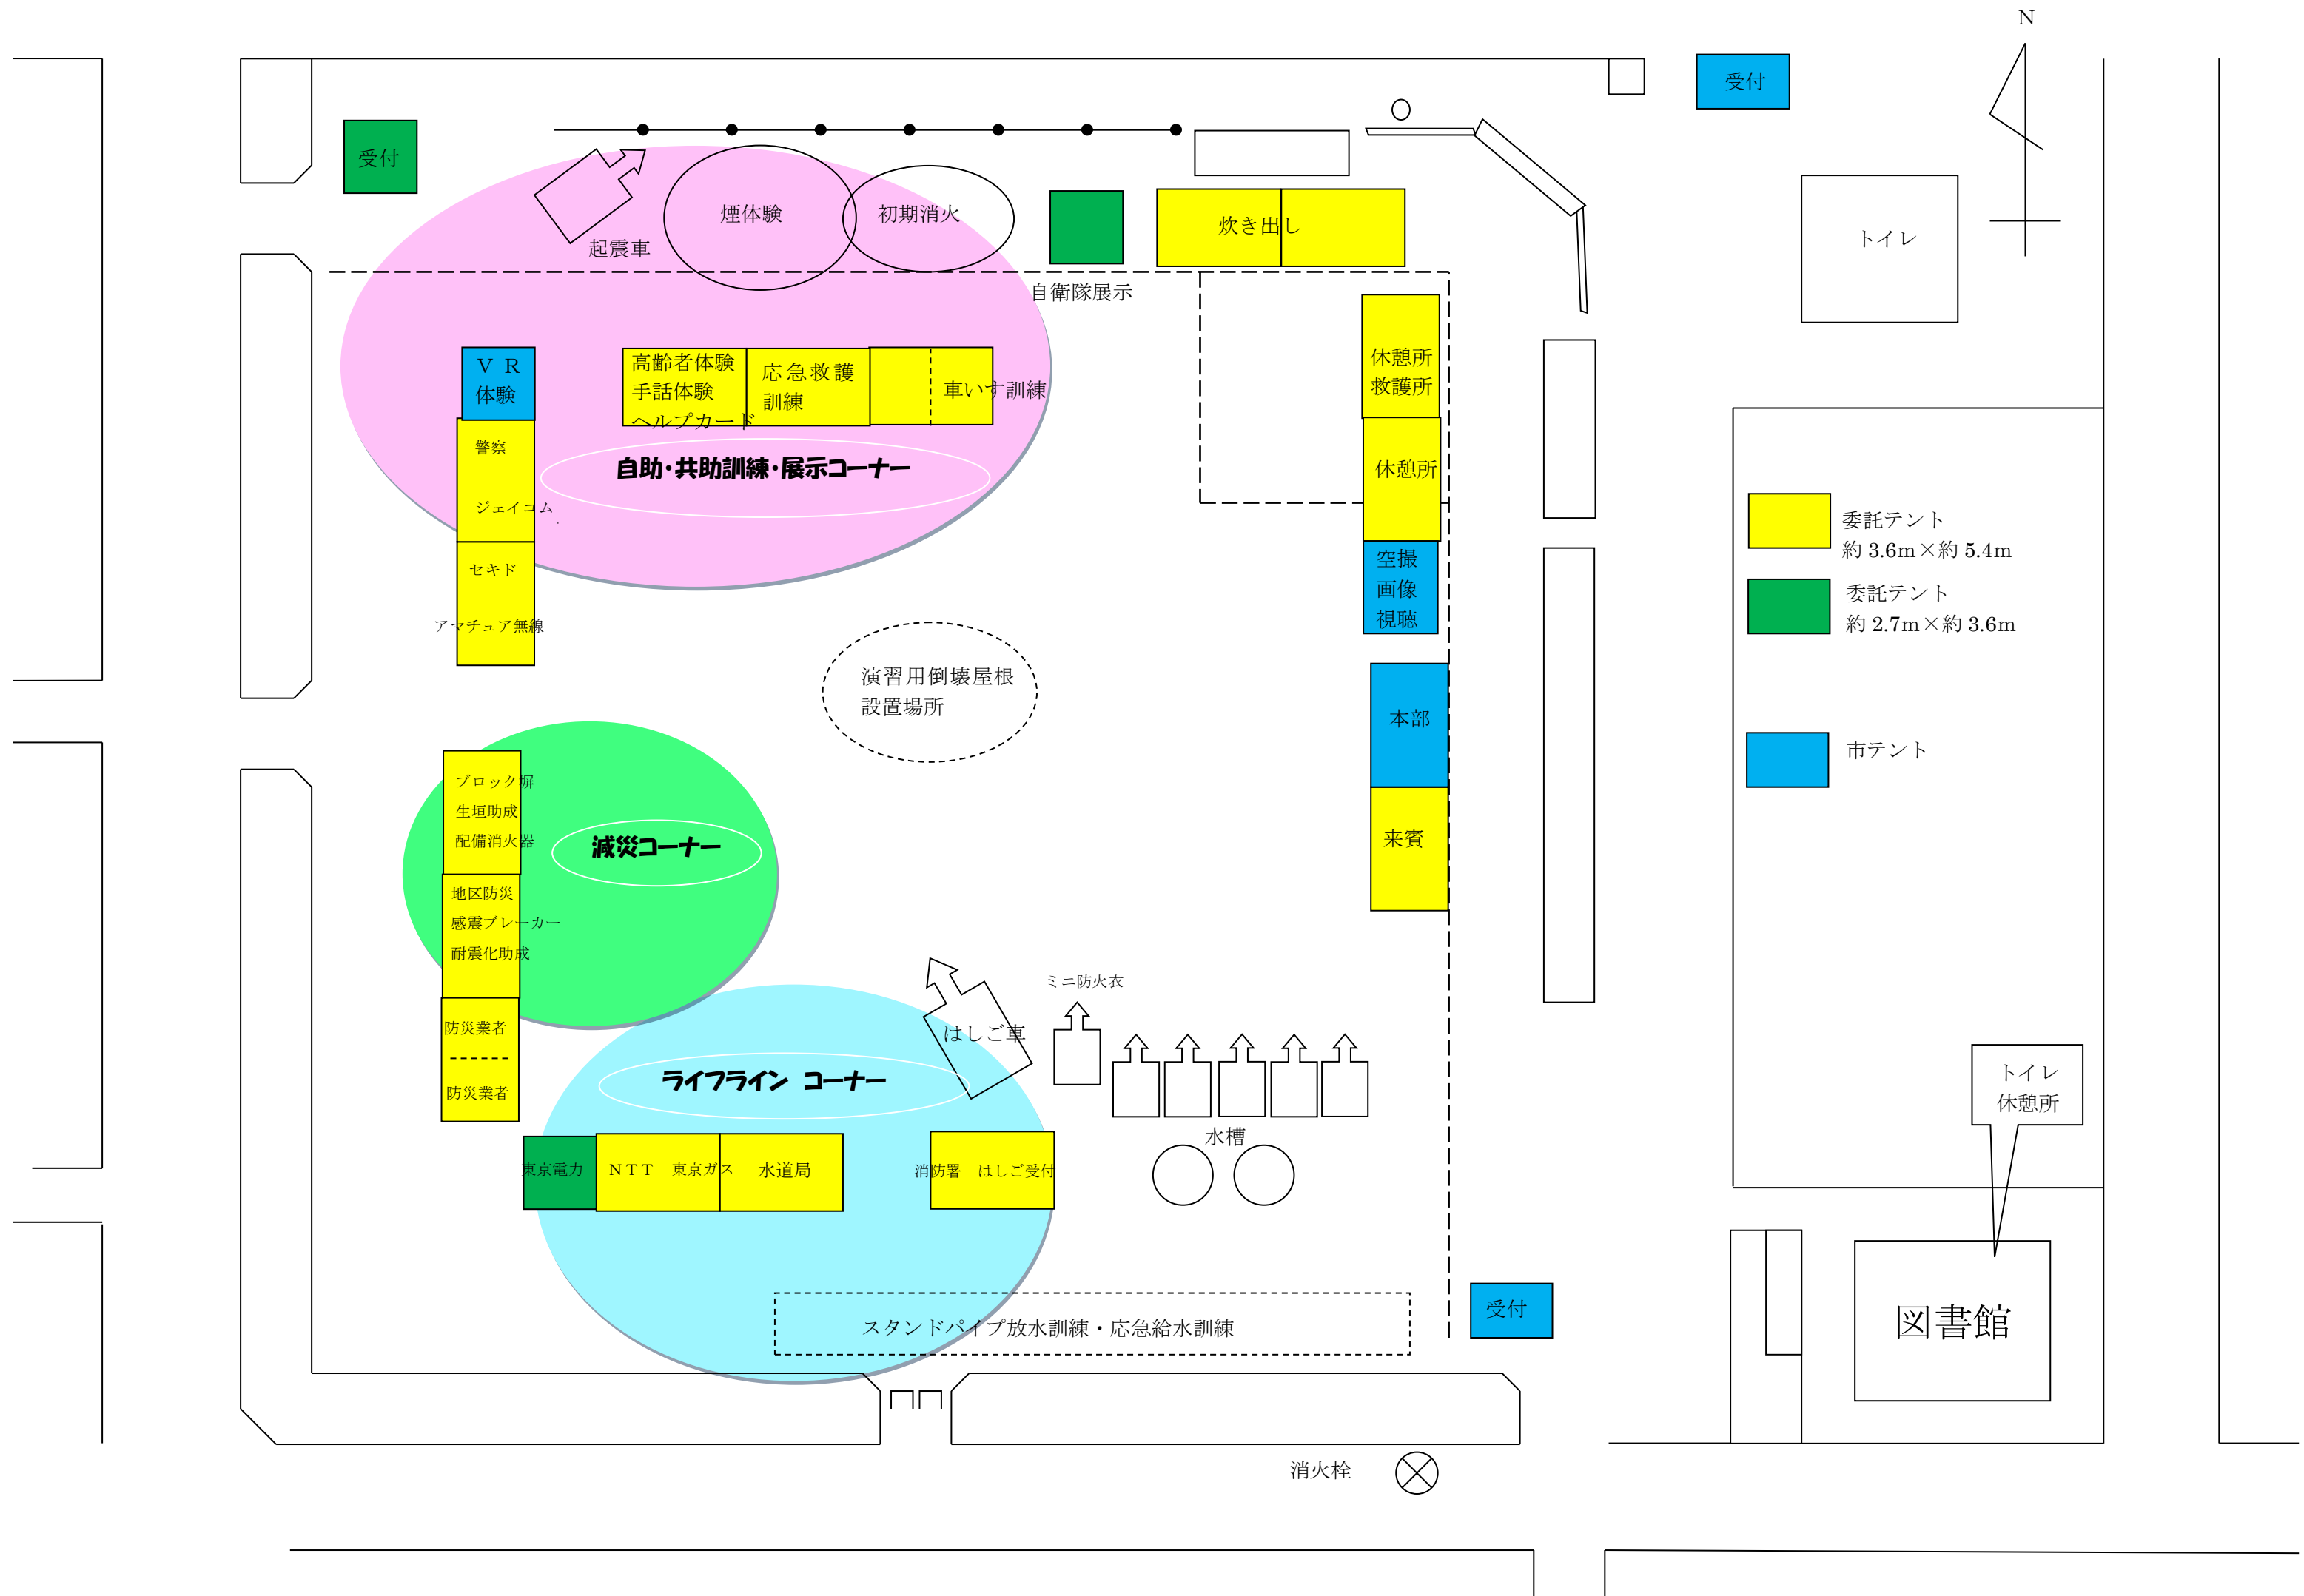 N
受付
受付
煙体験
初期消火
起震車
炊き出し
トイレ
自衛隊展示
ＶＲ
体験
高齢者体験
手話体験
ヘルプカード
応急救護
訓練
車いす訓練
休憩所
救護所
警察
ジェイコム
自助・共助訓練・展示コーナー
休憩所
セキド
アマチュア無線
空撮
画像
視聴
委託テント
約 3.6m×約 5.4m
委託テント
約 2.7m×約 3.6m
演習用倒壊屋根
設置場所
本部
市テント
ブロック塀
生垣助成
配備消火器
減災コーナー
来賓
地区防災
感震ブレーカー
耐震化助成
防災業者
防災業者
ミニ防火衣
はしご車
ライフライン コーナー
トイレ
休憩所
水槽
東京電力
ＮＴＴ　東京ガス
水道局
消防署　はしご受付
スタンドパイプ放水訓練・応急給水訓練
受付
図書館
消火栓